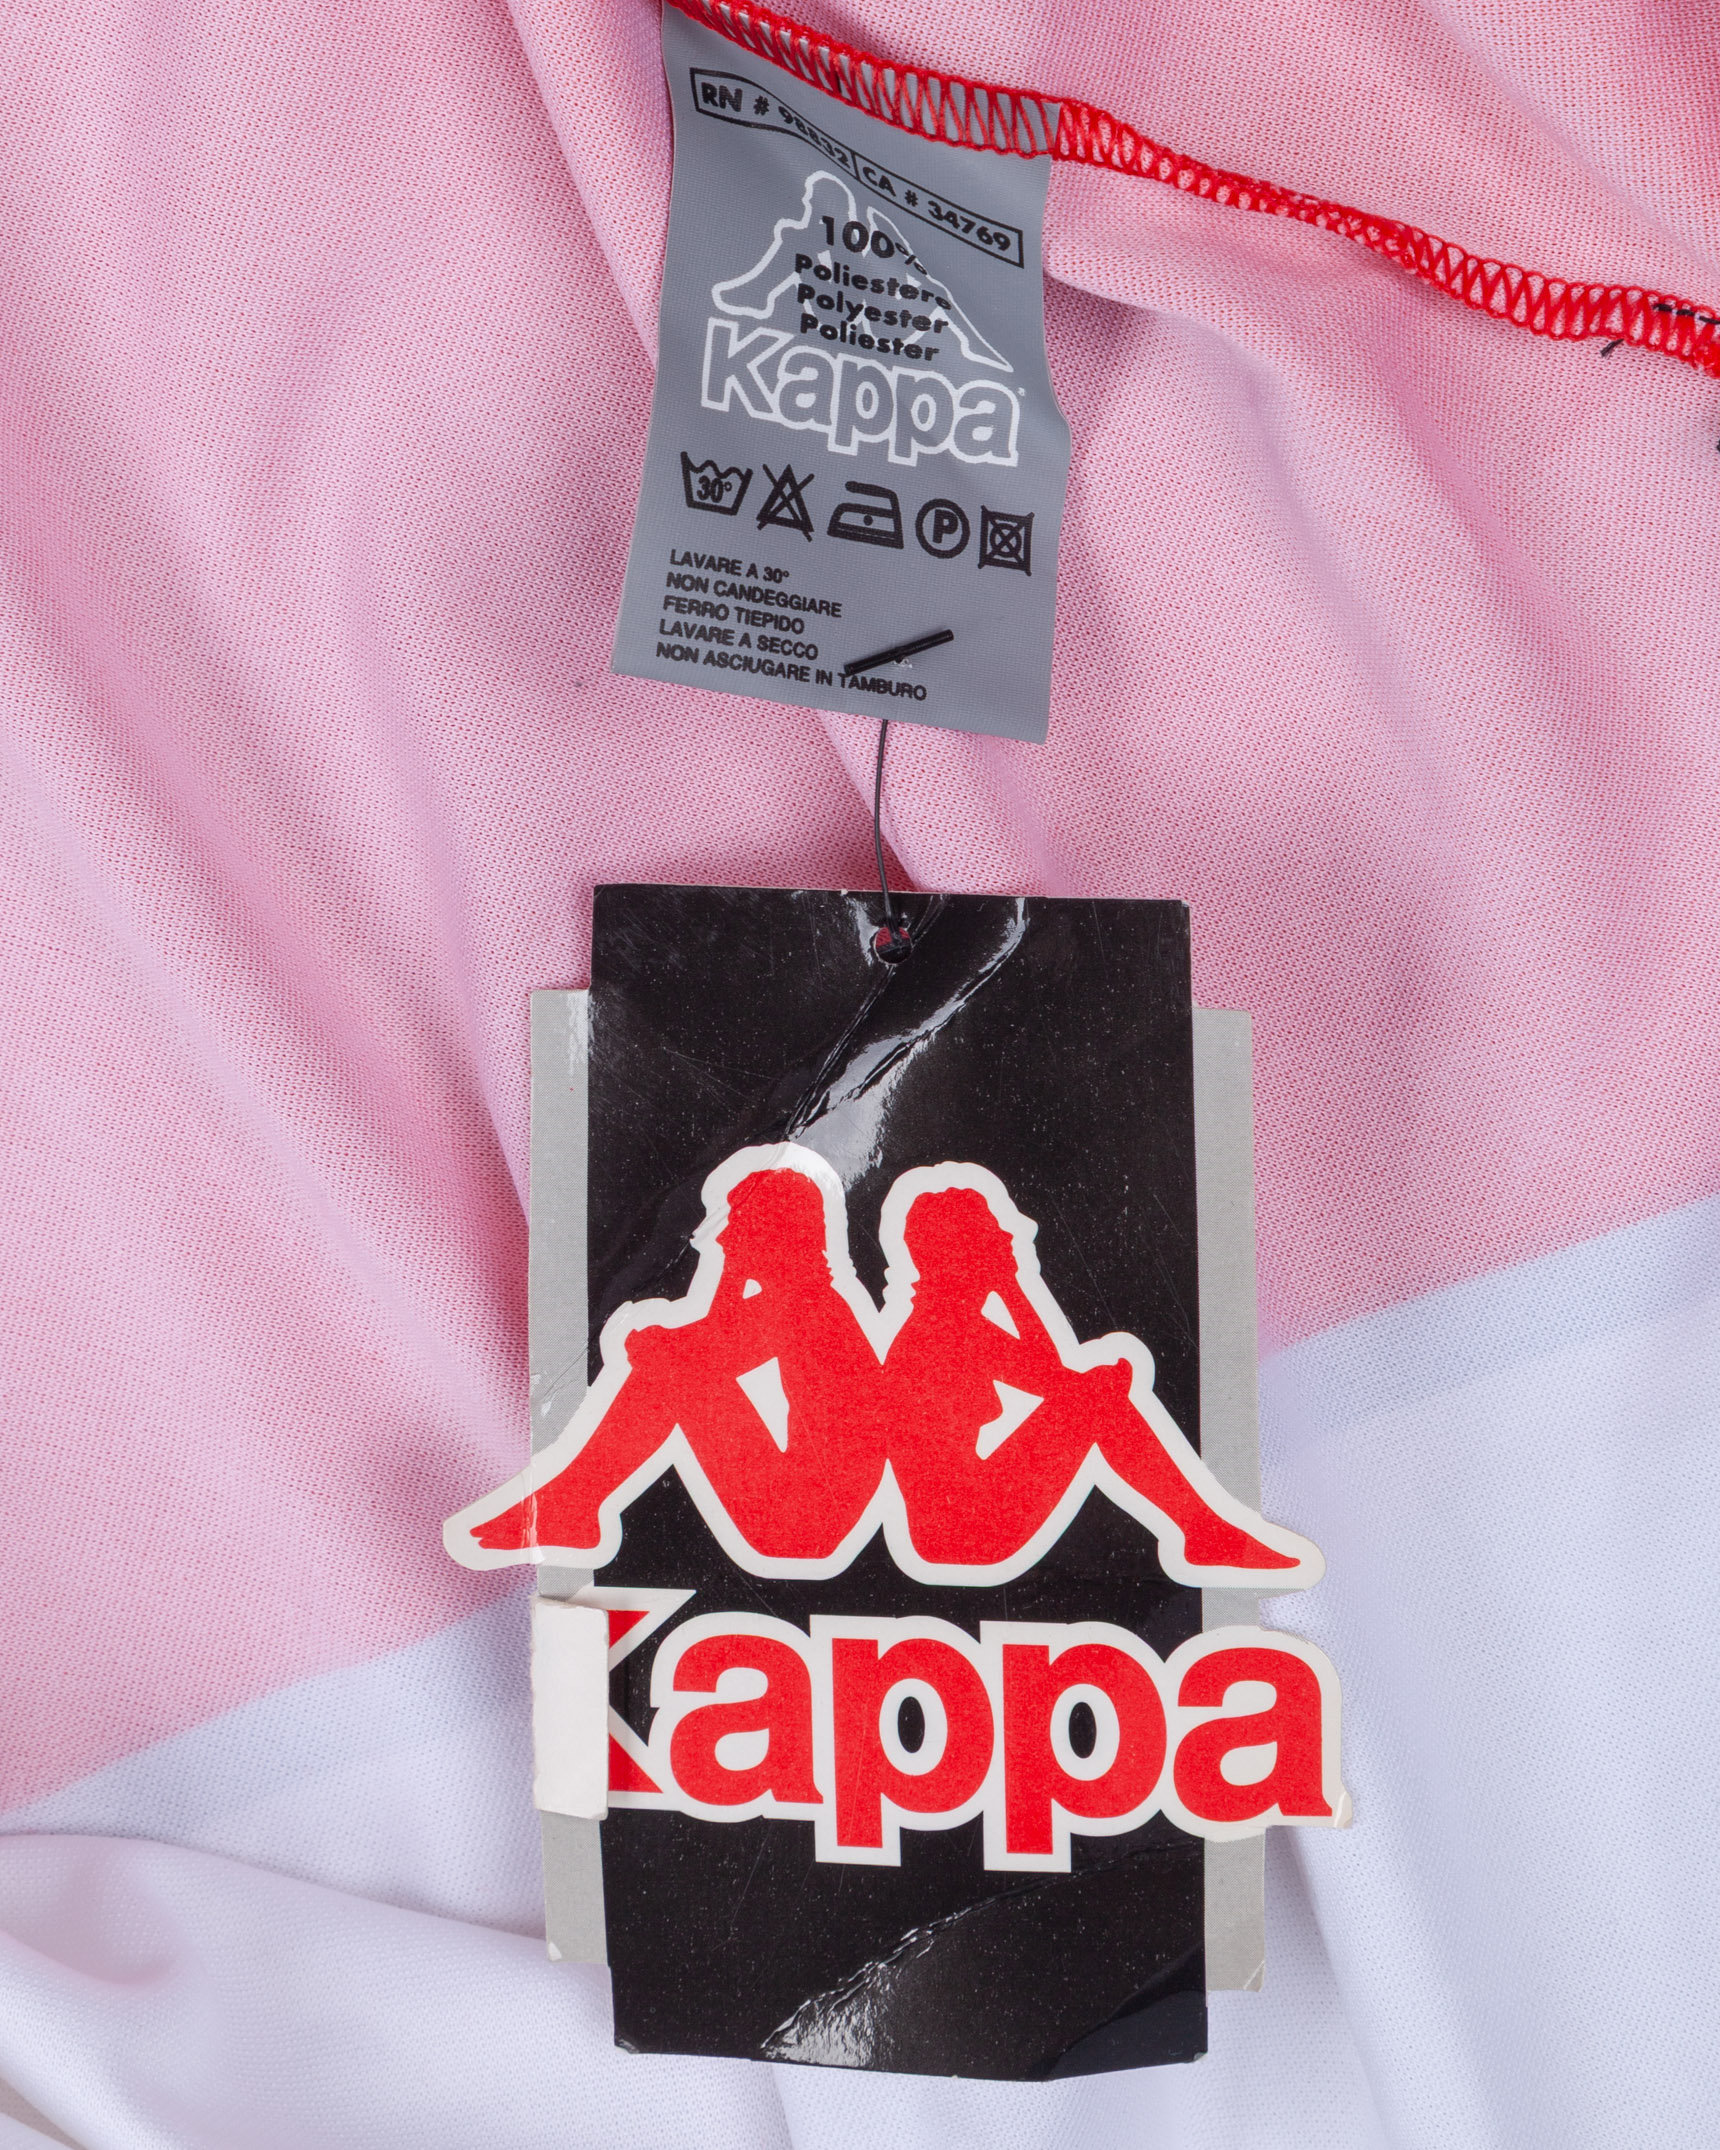 RN # 98832 CA # 34769
100%
Poliestere
Polyester
Poliester
Kappa
30°
P
LAVARE A 30°
NON CANDEGGIARE
FERRO TIEPIDO
LAVARE A SECCO
NON ASCIUGARE IN TAMBURO
Kappa